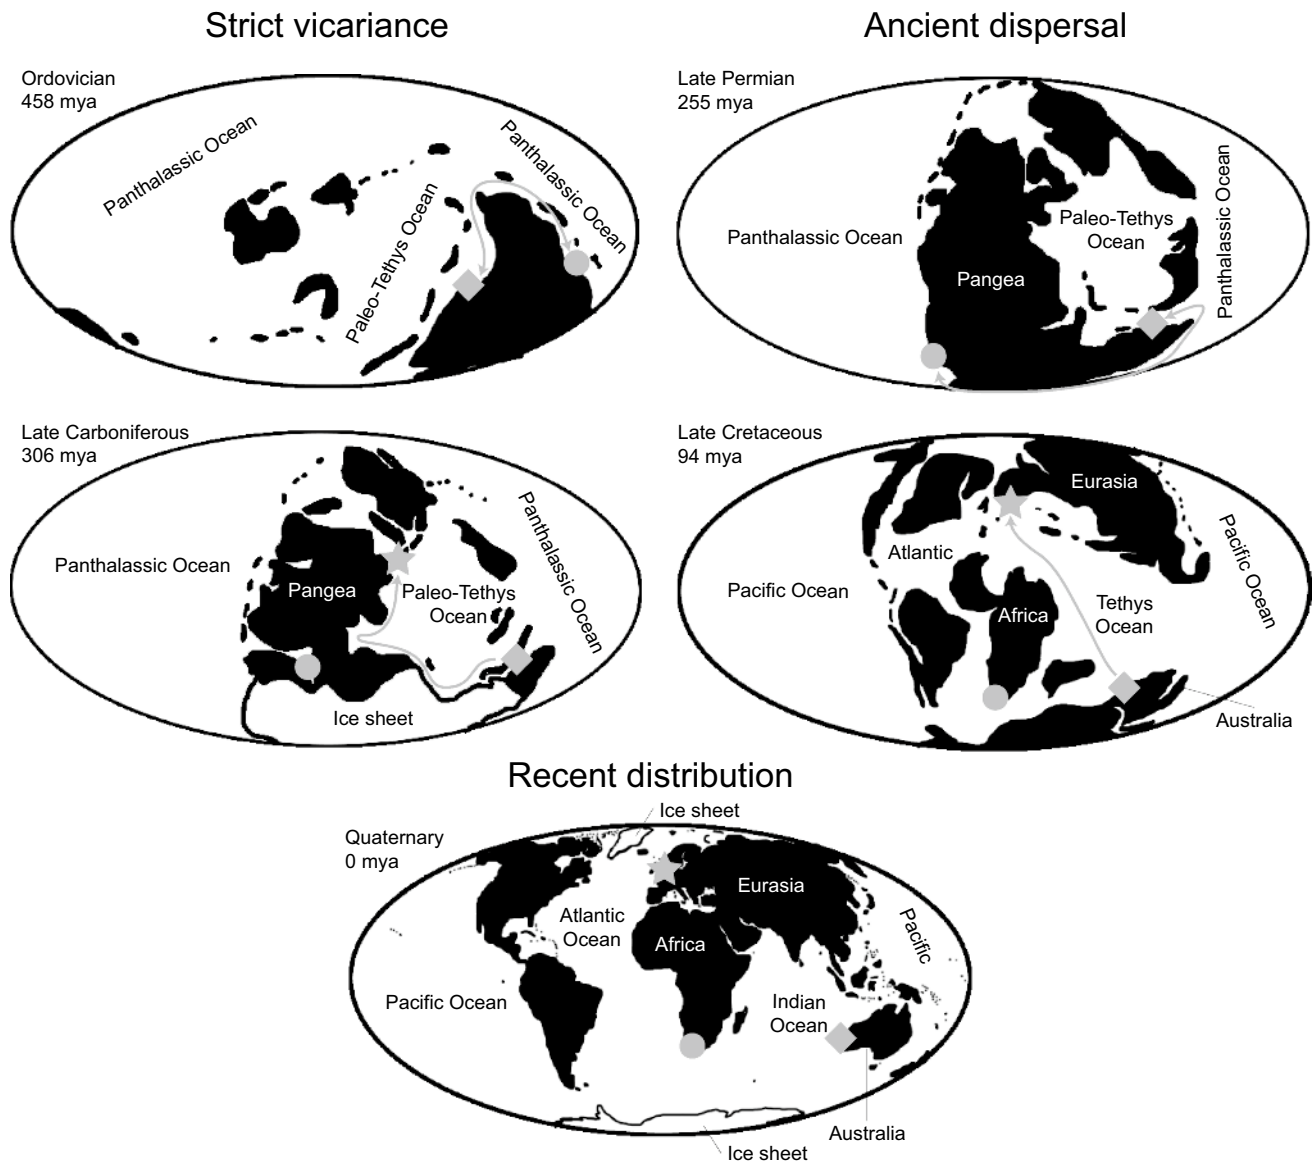 Strict vicariance
Ancient dispersal
Ordovician
458 mya
Panthalassic Ocean
Panthalassic Ocean
Paleo-Tethys Ocean
Late Permian
255 mya
Panthalassic Ocean
Pangea
Paleo-Tethys
Ocean
Panthalassic Ocean
Late Carboniferous
306 mya
Panthalassic Ocean
Pangea
Paleo-Tethys
Ocean
Panthalassic Ocean
Ice sheet
Late Cretaceous
94 mya
Eurasia
Atlantic
Pacific Ocean
Africa
Tethys
Ocean
Pacific Ocean
Australia
Recent distribution
Quaternary
0 mya
Ice sheet
Eurasia
Atlantic
Ocean
Africa
Pacific
Pacific Ocean
Indian
Ocean
Australia
Ice sheet